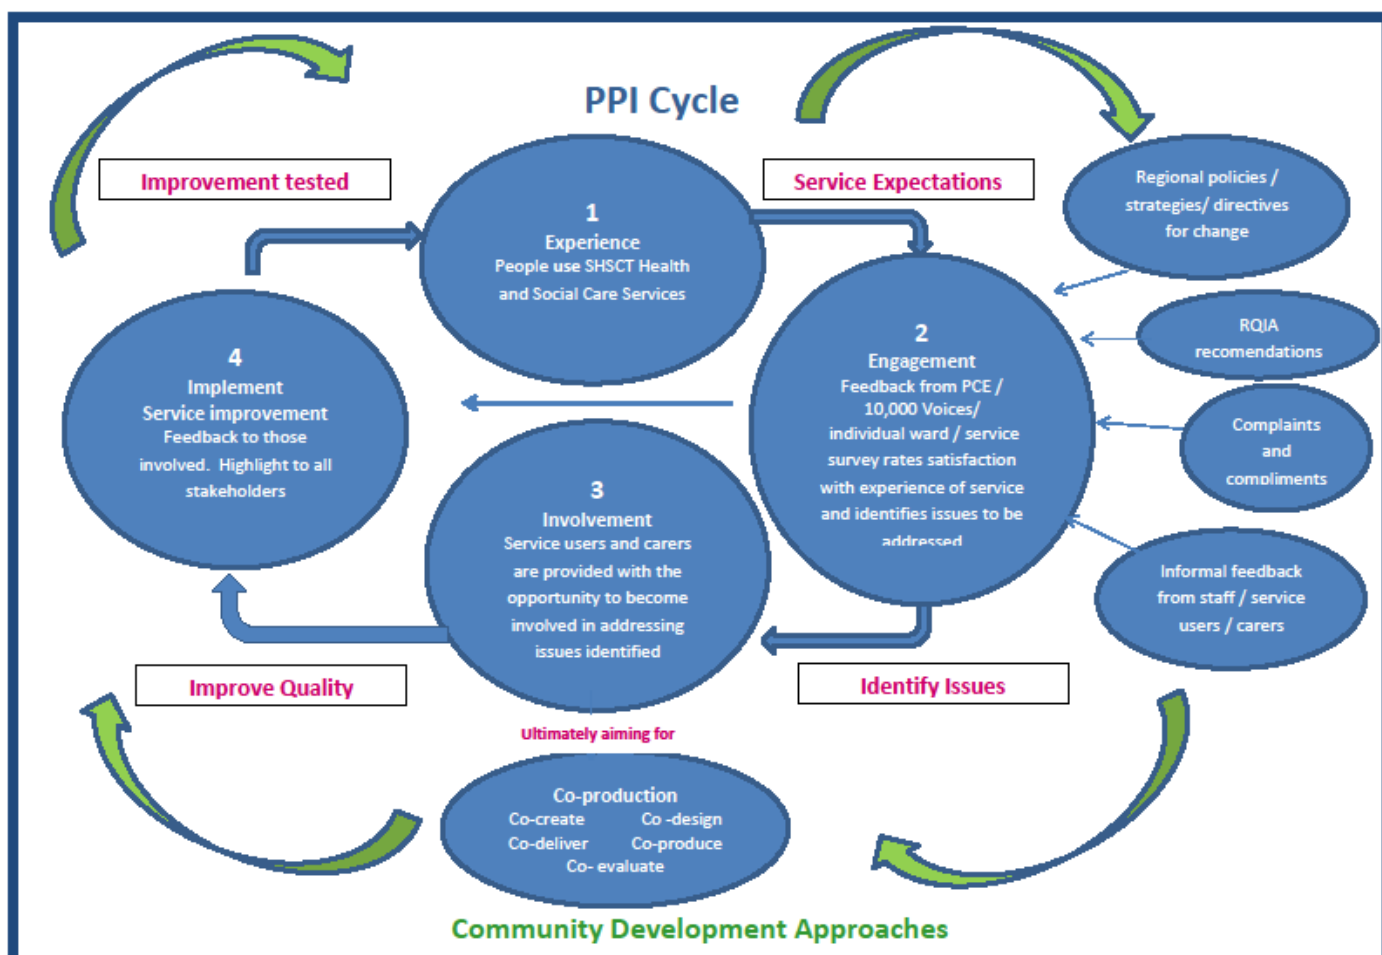 PPI Cycle
Improvement tested
Service Expectations
1
Experience
People use SHSCT Health
and Social Care Services
Regional policies /
strategies/ directives
for change
RQIA
recomendations
Complaints
and
compliments
Informal feedback
from staff / service
users / carers
2
Engagement
Feedback from PCE /
10,000 Voices/
individual ward / service
survey rates satisfaction
with experience of service
and identifies issues to be
addressed
4
Implement
Service improvement
Feedback to those
involved. Highlight to all
stakeholders
3
Involvement
Service users and carers
are provided with the
opportunity to become
involved in addressing
issues identified
Improve Quality
Identify Issues
Ultimately aiming for
Co-production
Co-create Co -design
Co-deliver Co-produce
Co- evaluate
Community Development Approaches